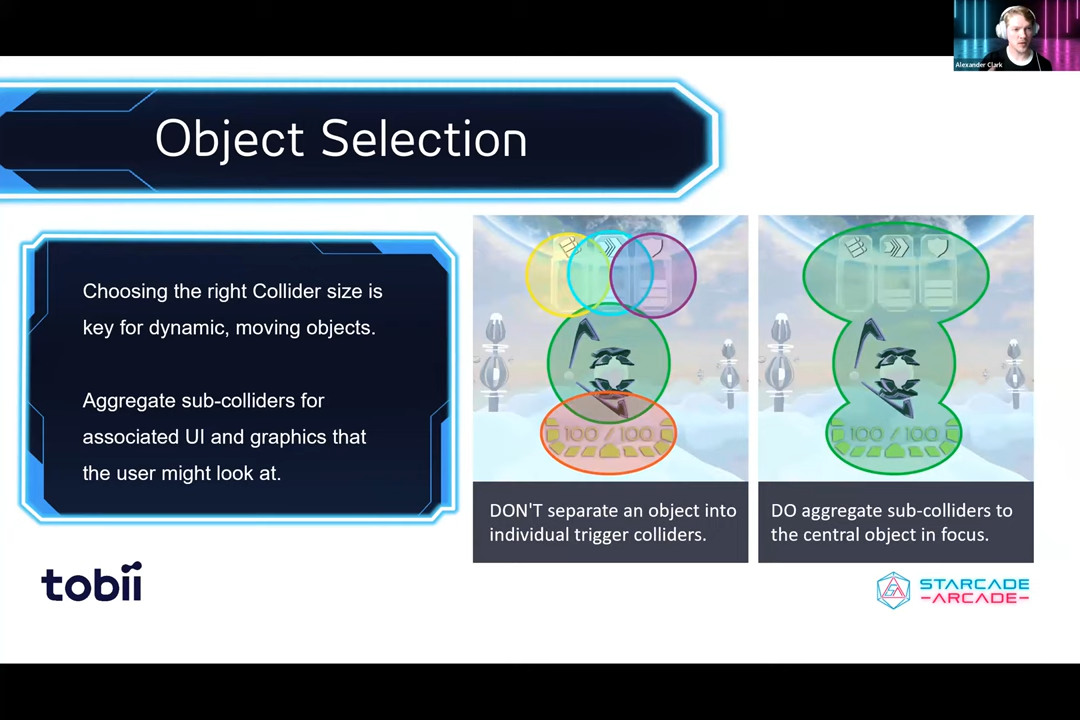 Alexander Clark
Object Selection
Choosing the right Collider size is
key for dynamic, moving objects.
Aggregate sub-colliders for
associated UI and graphics that
the user might look at.
100 / 100
DON'T separate an object into
individual trigger colliders.
100 / 100
DO aggregate sub-colliders to
the central object in focus.
tobii
STARCADE
-ARCADE-